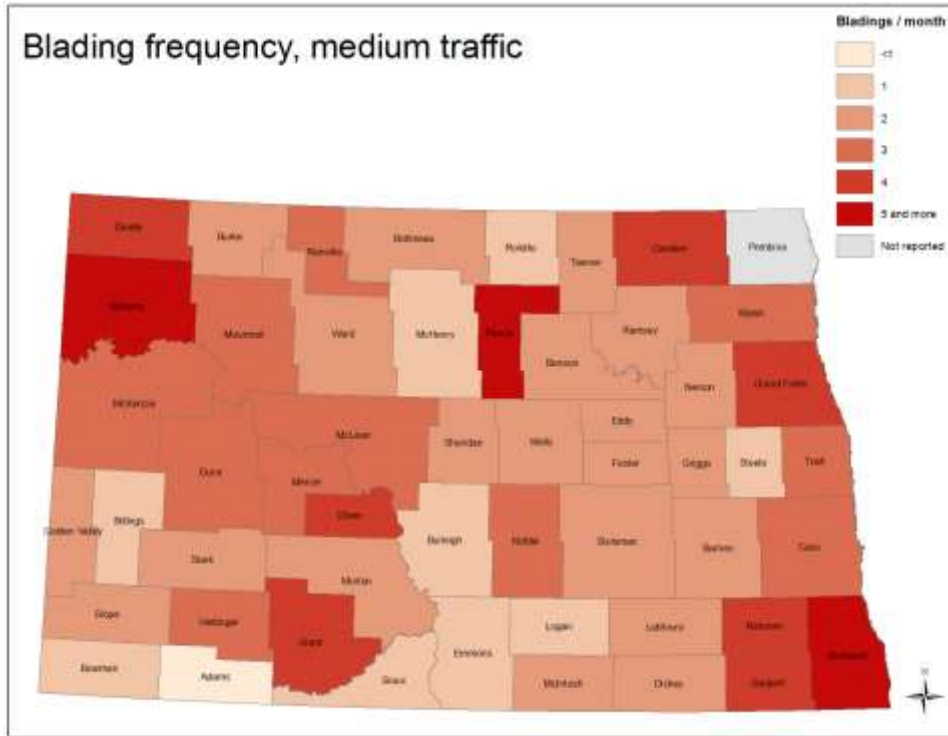 Blading frequency, medium traffic
Bladings / month
<1
1
2
3
4
5 and more
Not reported
Divide
Burke
Renville
Bottineau
Rolette
Towner
Cavalier
Pembina
Williams
Mountrail
Ward
McHenry
Pierce
Benson
Ramsey
Walsh
Nelson
Grand Forks
McKenzie
McLean
Sheridan
Wells
Eddy
Foster
Griggs
Steele
Traill
Dunn
Mercer
Oliver
Golden Valley
Billings
Stark
Morton
Burleigh
Kidder
Stutsman
Barnes
Cass
Slope
Hettinger
Grant
Emmons
Logan
LaMoure
Ransom
Richland
Bowman
Adams
Sioux
McIntosh
Dickey
Sargent
N